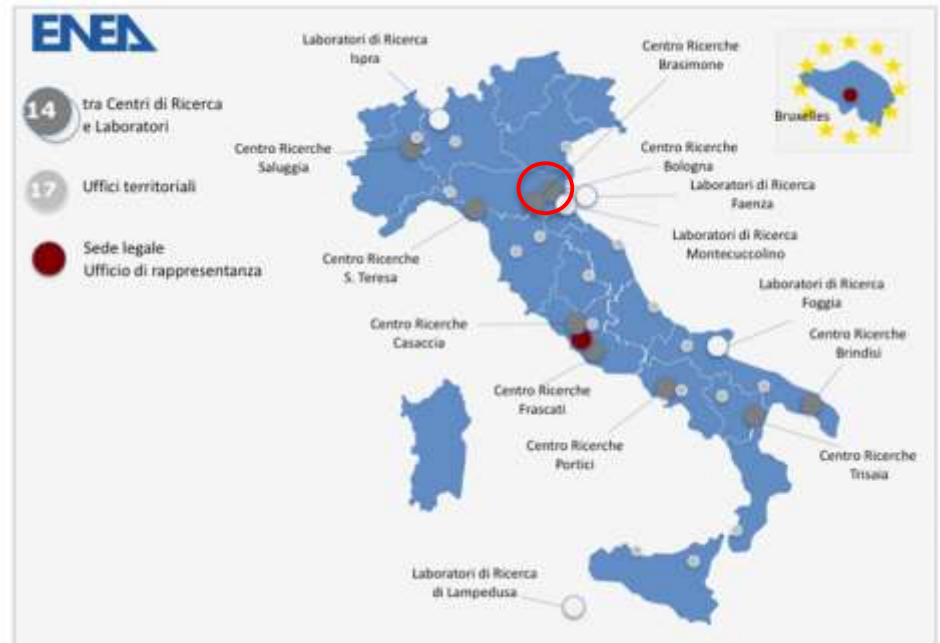 ENEA
14
tra Centri di Ricerca
e Laboratori
17
Uffici territoriali
Sede legale
Ufficio di rappresentanza
Laboratori di Ricerca
Ispra
Centro Ricerche
Brasimone
Bruxelles
Centro Ricerche
Saluggia
Centro Ricerche
Bologna
Laboratori di Ricerca
Faenza
Laboratori di Ricerca
Montecuccolino
Centro Ricerche
S. Teresa
Laboratori di Ricerca
Foggia
Centro Ricerche
Casaccia
Centro Ricerche
Brindisi
Centro Ricerche
Frascati
Centro Ricerche
Portici
Centro Ricerche
Trisaia
Laboratori di Ricerca
di Lampedusa